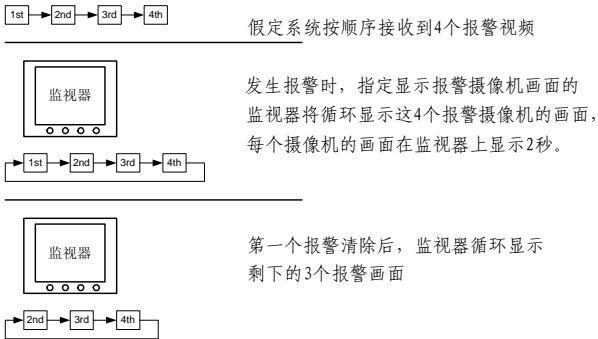 1st 2nd 3rd 4th
假定系统按顺序接收到4个报警视频
监视器
发生报警时，指定显示报警摄像机画面的
监视器将循环显示这4个报警摄像机的画面，
每个摄像机的画面在监视器上显示2秒。
1st 2nd 3rd 4th
监视器
第一个报警清除后，监视器循环显示
剩下的3个报警画面
2nd 3rd 4th